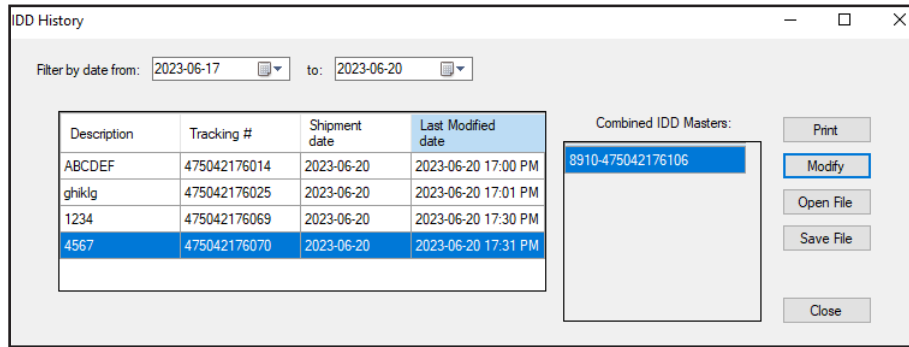 IDD History
Filter by date from: 2023-06-17 to: 2023-06-20
Description Tracking # Shipment date Last Modified date
ABCDEF 475042176014 2023-06-20 2023-06-20 17:00 PM
ghiklg 475042176025 2023-06-20 2023-06-20 17:01 PM
1234 475042176069 2023-06-20 2023-06-20 17:30 PM
4567 475042176070 2023-06-20 2023-06-20 17:31 PM
Combined IDD Masters:
8910-475042176106
Print
Modify
Open File
Save File
Close